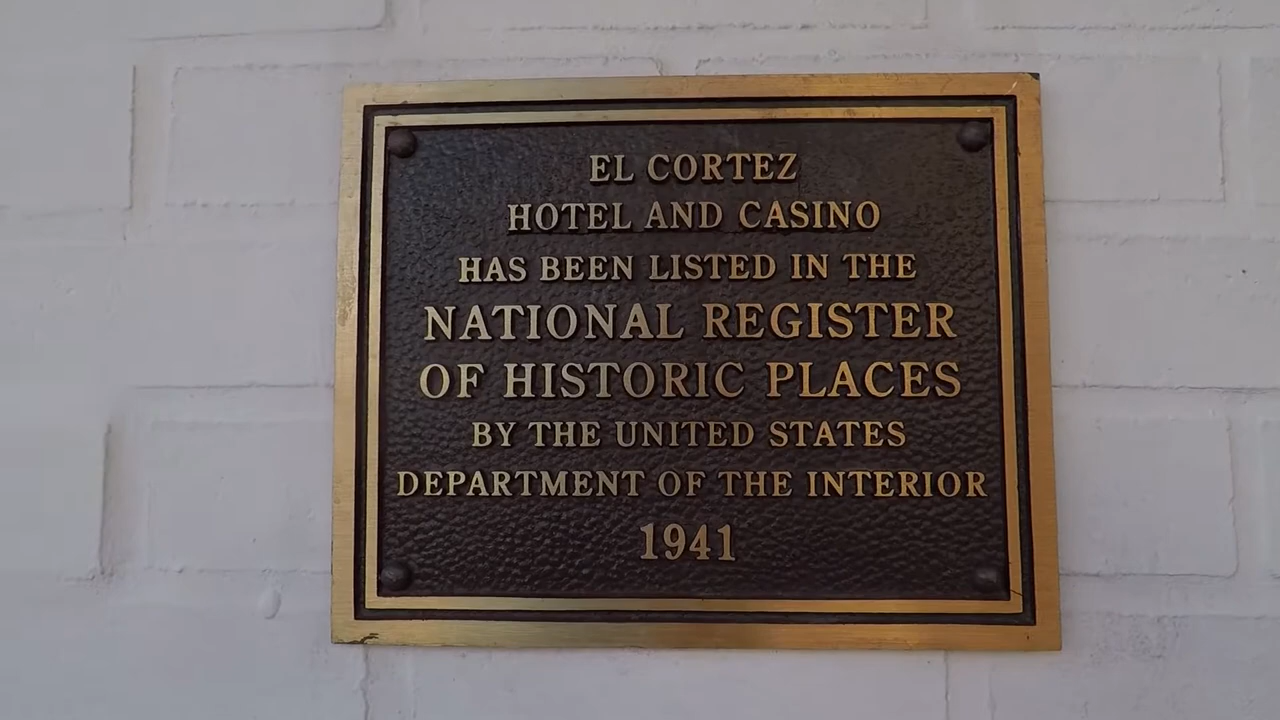 EL CORTEZ
HOTEL AND CASINO
HAS BEEN LISTED IN THE
NATIONAL REGISTER
OF HISTORIC PLACES
BY THE UNITED STATES
DEPARTMENT OF THE INTERIOR
1941